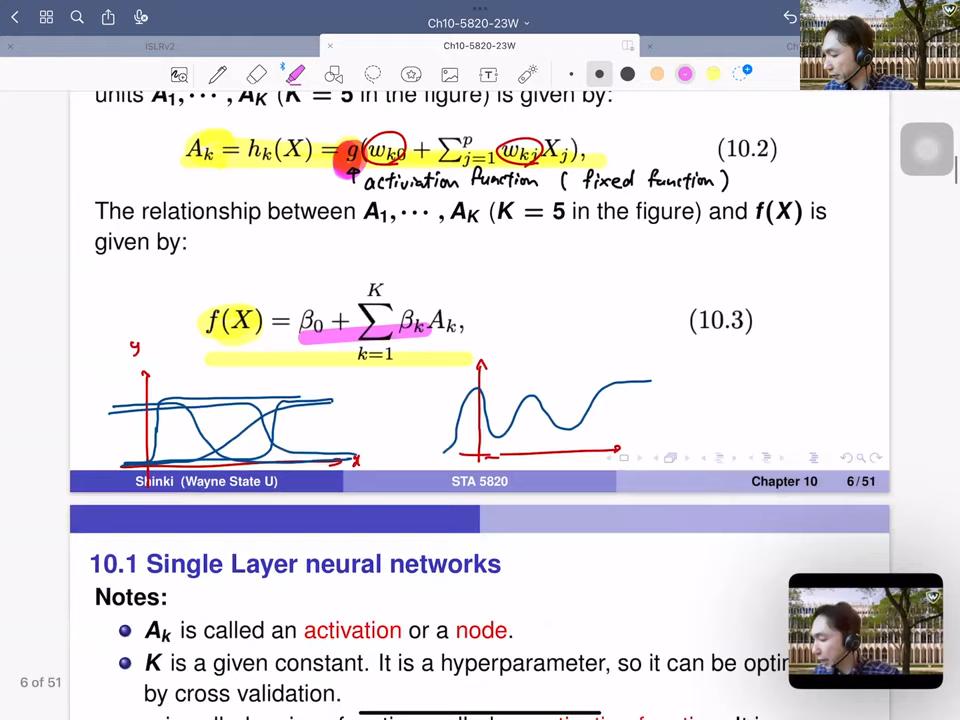 Ch10-5820-23W
ISLRv2
Ch10-5820-23W
units A1, ⋯ , AK (K = 5 in the figure) is given by:
Ak = hk(X) = g(wk0 + ∑_{j=1}^{p} wkjXj), (10.2)
activiation function ( fixed function )
The relationship between A1, ⋯ , AK (K = 5 in the figure) and f(X) is
given by:
f(X) = β0 + ∑_{k=1}^{K} βkAk, (10.3)
y
x
Shinki (Wayne State U) STA 5820 Chapter 10 6/51
10.1 Single Layer neural networks
Notes:
Ak is called an activation or a node.
K is a given constant. It is a hyperparameter, so it can be opti
6 of 51
by cross validation.